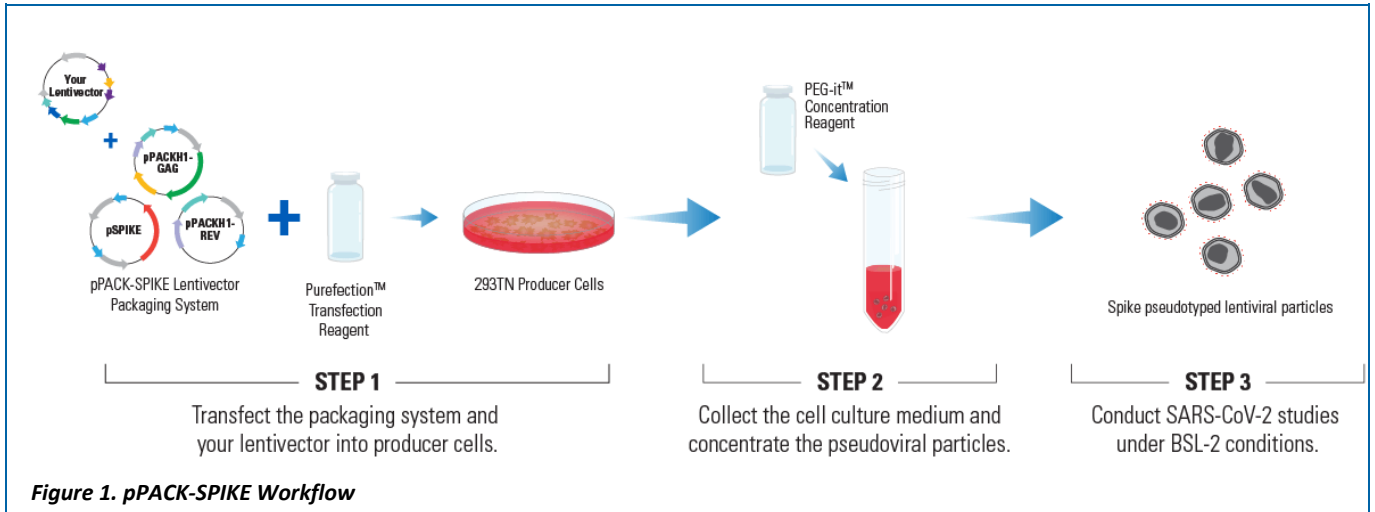 Your
Lentivector
pPACKH1-
GAG
pSPIKE
pPACKH1-
REV
pPACK-SPIKE Lentivector
Packaging System
Purefection™
Transfection
Reagent
293TN Producer Cells
PEG-it™
Concentration
Reagent
Spike pseudotyped lentiviral particles
STEP 1
Transfect the packaging system and
your lentivector into producer cells.
STEP 2
Collect the cell culture medium and
concentrate the pseudoviral particles.
STEP 3
Conduct SARS-CoV-2 studies
under BSL-2 conditions.
Figure 1. pPACK-SPIKE Workflow